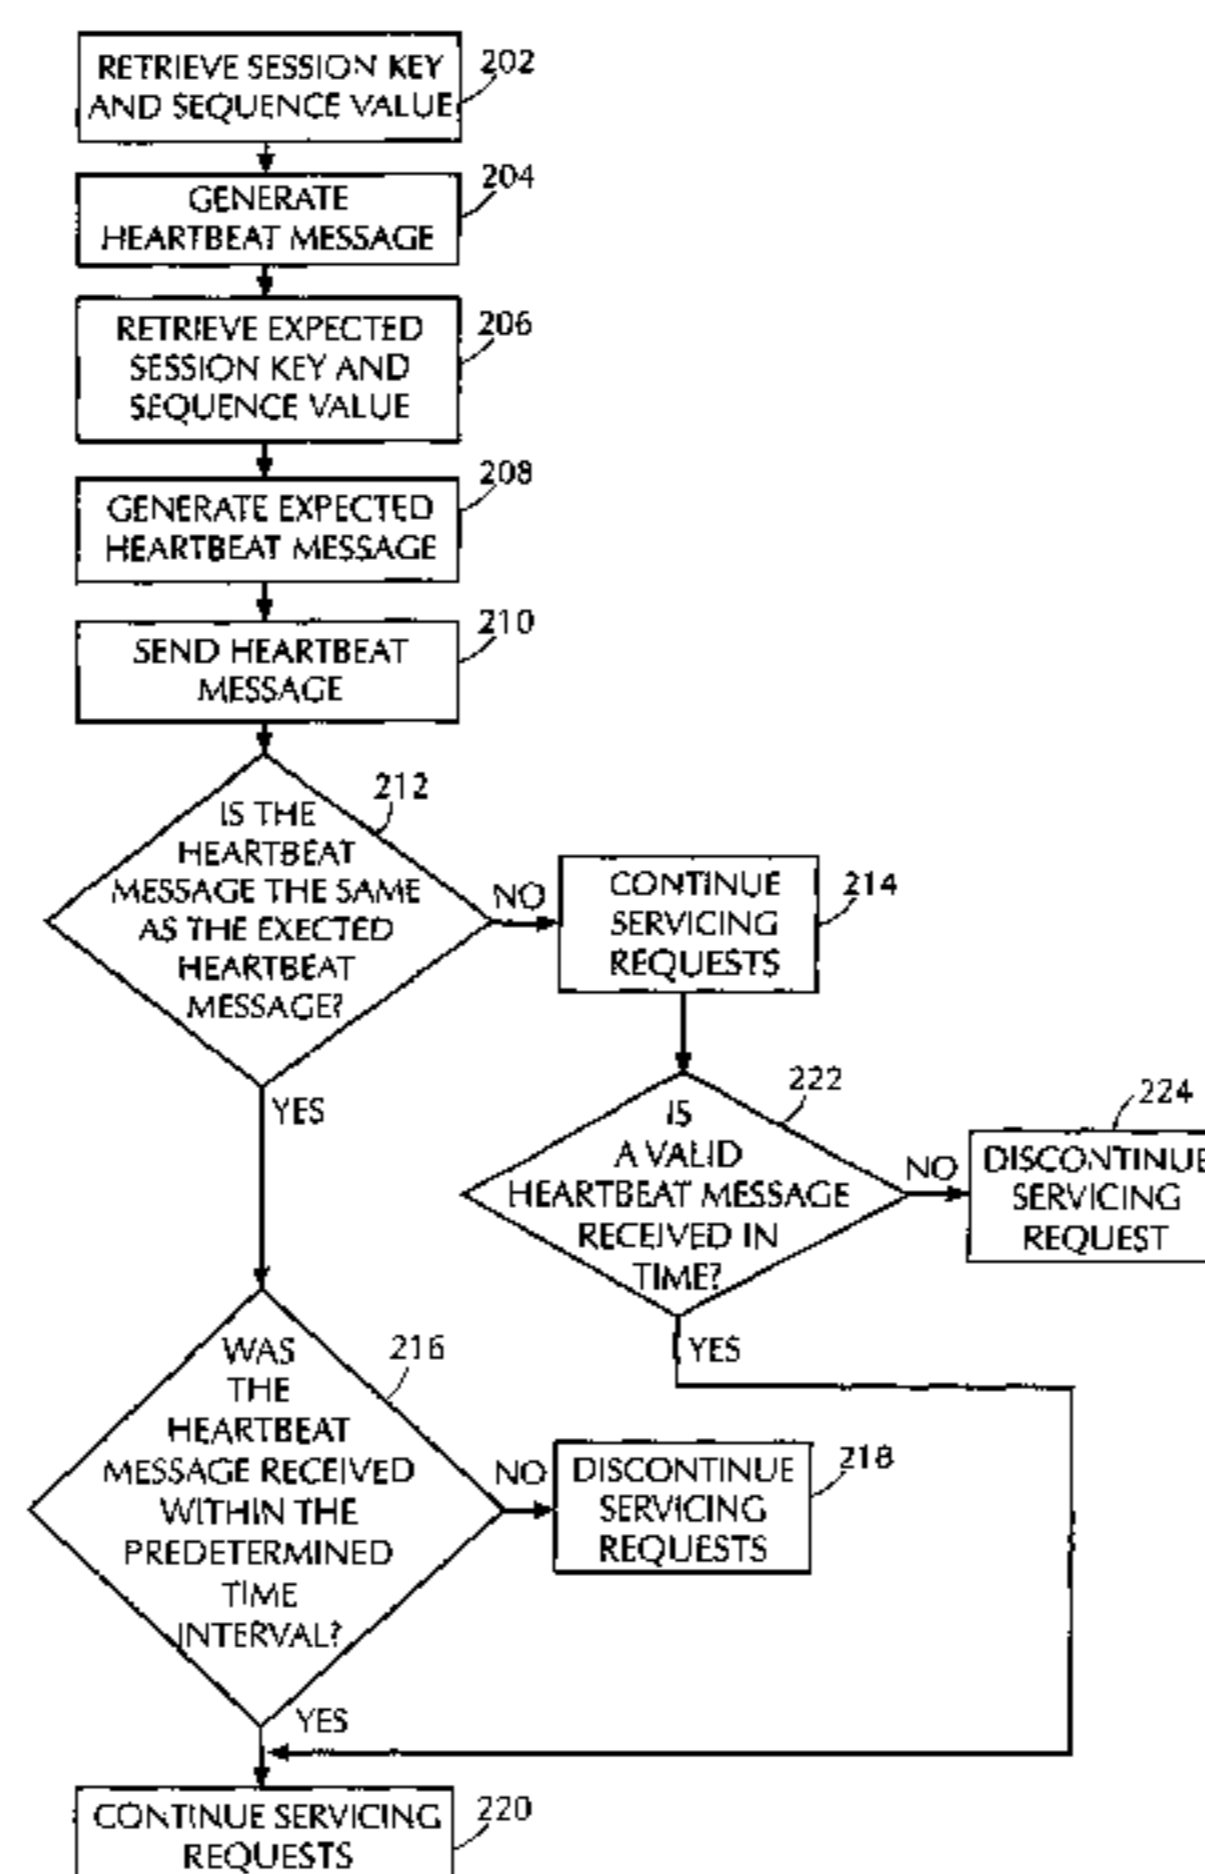 RETRIEVE SESSION KEY
AND SEQUENCE VALUE
202
GENERATE
HEARTBEAT MESSAGE
204
RETRIEVE EXPECTED
SESSION KEY AND
SEQUENCE VALUE
206
GENERATE EXPECTED
HEARTBEAT MESSAGE
208
SEND HEARTBEAT
MESSAGE
210
IS THE
HEARTBEAT
MESSAGE THE SAME
AS THE EXECTED
HEARTBEAT
MESSAGE?
212
NO
CONTINUE
SERVICING
REQUESTS
214
YES
IS
A VALID
HEARTBEAT MESSAGE
RECEIVED IN
TIME?
222
NO
DISCONTINUE
SERVICING
REQUEST
224
YES
WAS
THE
HEARTBEAT
MESSAGE RECEIVED
WITHIN THE
PREDETERMINED
TIME
INTERVAL?
216
NO
DISCONTINUE
SERVICING
REQUESTS
218
YES
CONTINUE SERVICING
REQUESTS
220